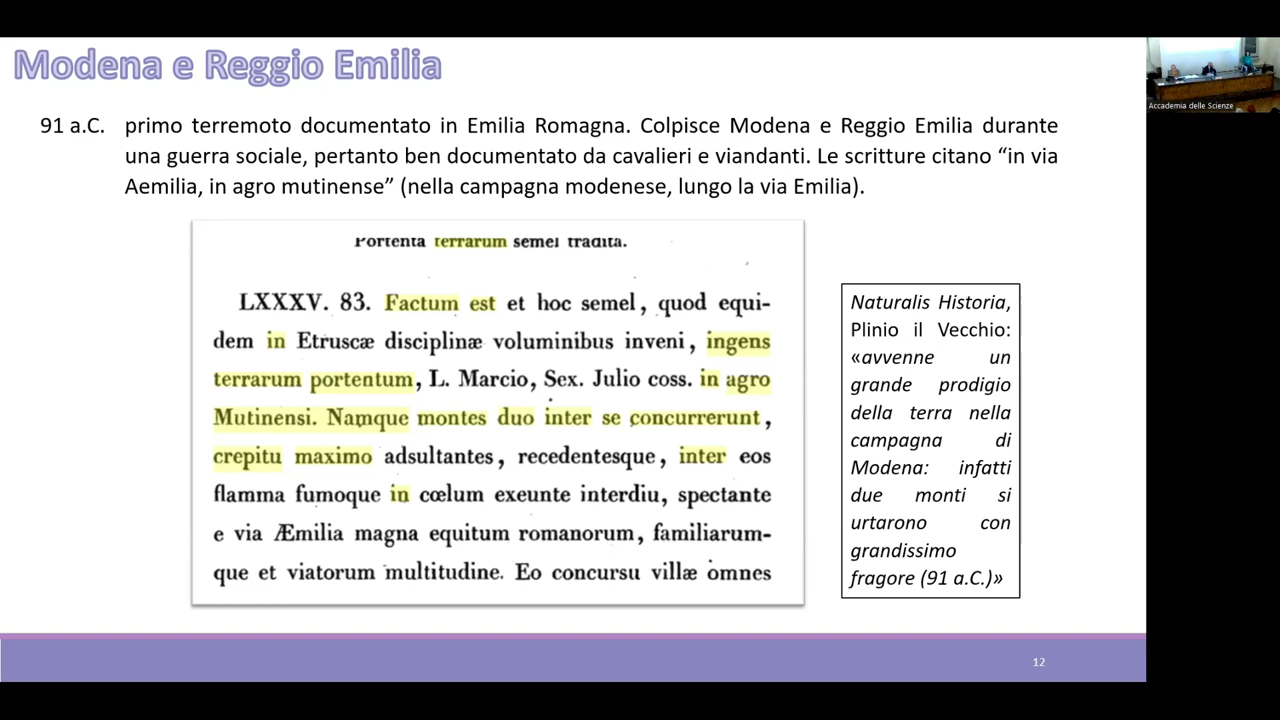 Modena e Reggio Emilia
91 a.C. primo terremoto documentato in Emilia Romagna. Colpisce Modena e Reggio Emilia durante
una guerra sociale, pertanto ben documentato da cavalieri e viandanti. Le scritture citano “in via
Aemilia, in agro mutinense” (nella campagna modenese, lungo la via Emilia).
Portenta terrarum semel tradita.
LXXXV. 83. Factum est et hoc semel, quod equi-
dem in Etruscæ disciplinæ voluminibus inveni, ingens
terrarum portentum, L. Marcio, Sex. Julio coss. in agro
Mutinensi. Namque montes duo inter se concurrerunt,
crepitu maximo adsultantes, recedentesque, inter eos
flamma fumoque in cœlum exeunte interdiu, spectante
e via Æmilia magna equitum romanorum, familiarum-
que et viatorum multitudine. Eo concursu villæ omnes
Naturalis Historia,
Plinio il Vecchio:
«avvenne un
grande prodigio
della terra nella
campagna di
Modena: infatti
due monti si
urtarono con
grandissimo
fragore (91 a.C.)»
12
Accademia delle Scienze